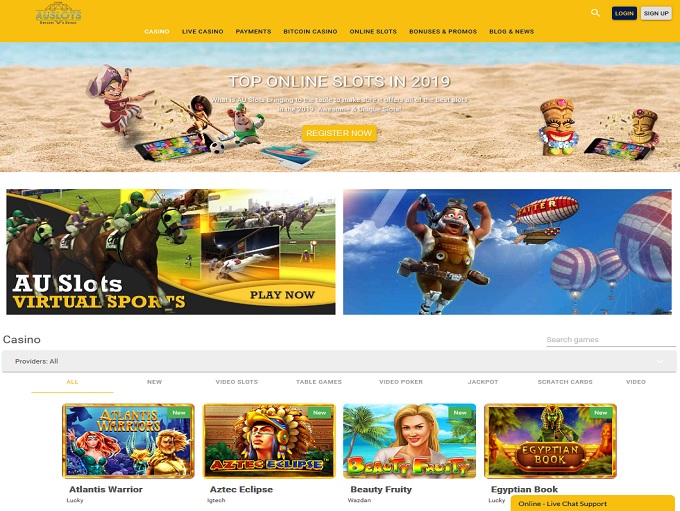 AUSLOTS
LOGIN
SIGN UP
CASINO
LIVE CASINO
PAYMENTS
BITCOIN CASINO
ONLINE SLOTS
BONUSES & PROMOS
BLOG & NEWS
TOP ONLINE SLOTS IN 2019
What is AU Slots bringing to the table to make sure it offers all of the best slots
in the 2019. Awesome & Unique Slots!
REGISTER NOW
AU Slots
VIRTUAL SPORTS
PLAY NOW
Casino
Search games
Providers: All
ALL
NEW
VIDEO SLOTS
TABLE GAMES
VIDEO POKER
JACKPOT
SCRATCH CARDS
VIDEO
New
New
New
New
ATLANTIS
WARRIORS
AZTEC ECLIPSE
BEAUTY FRUITY
EGYPTIAN
BOOK
Atlantis Warrior
Aztec Eclipse
Beauty Fruity
Egyptian Book
Lucky
Igtech
Wazdan
Lucky
Online - Live Chat Support